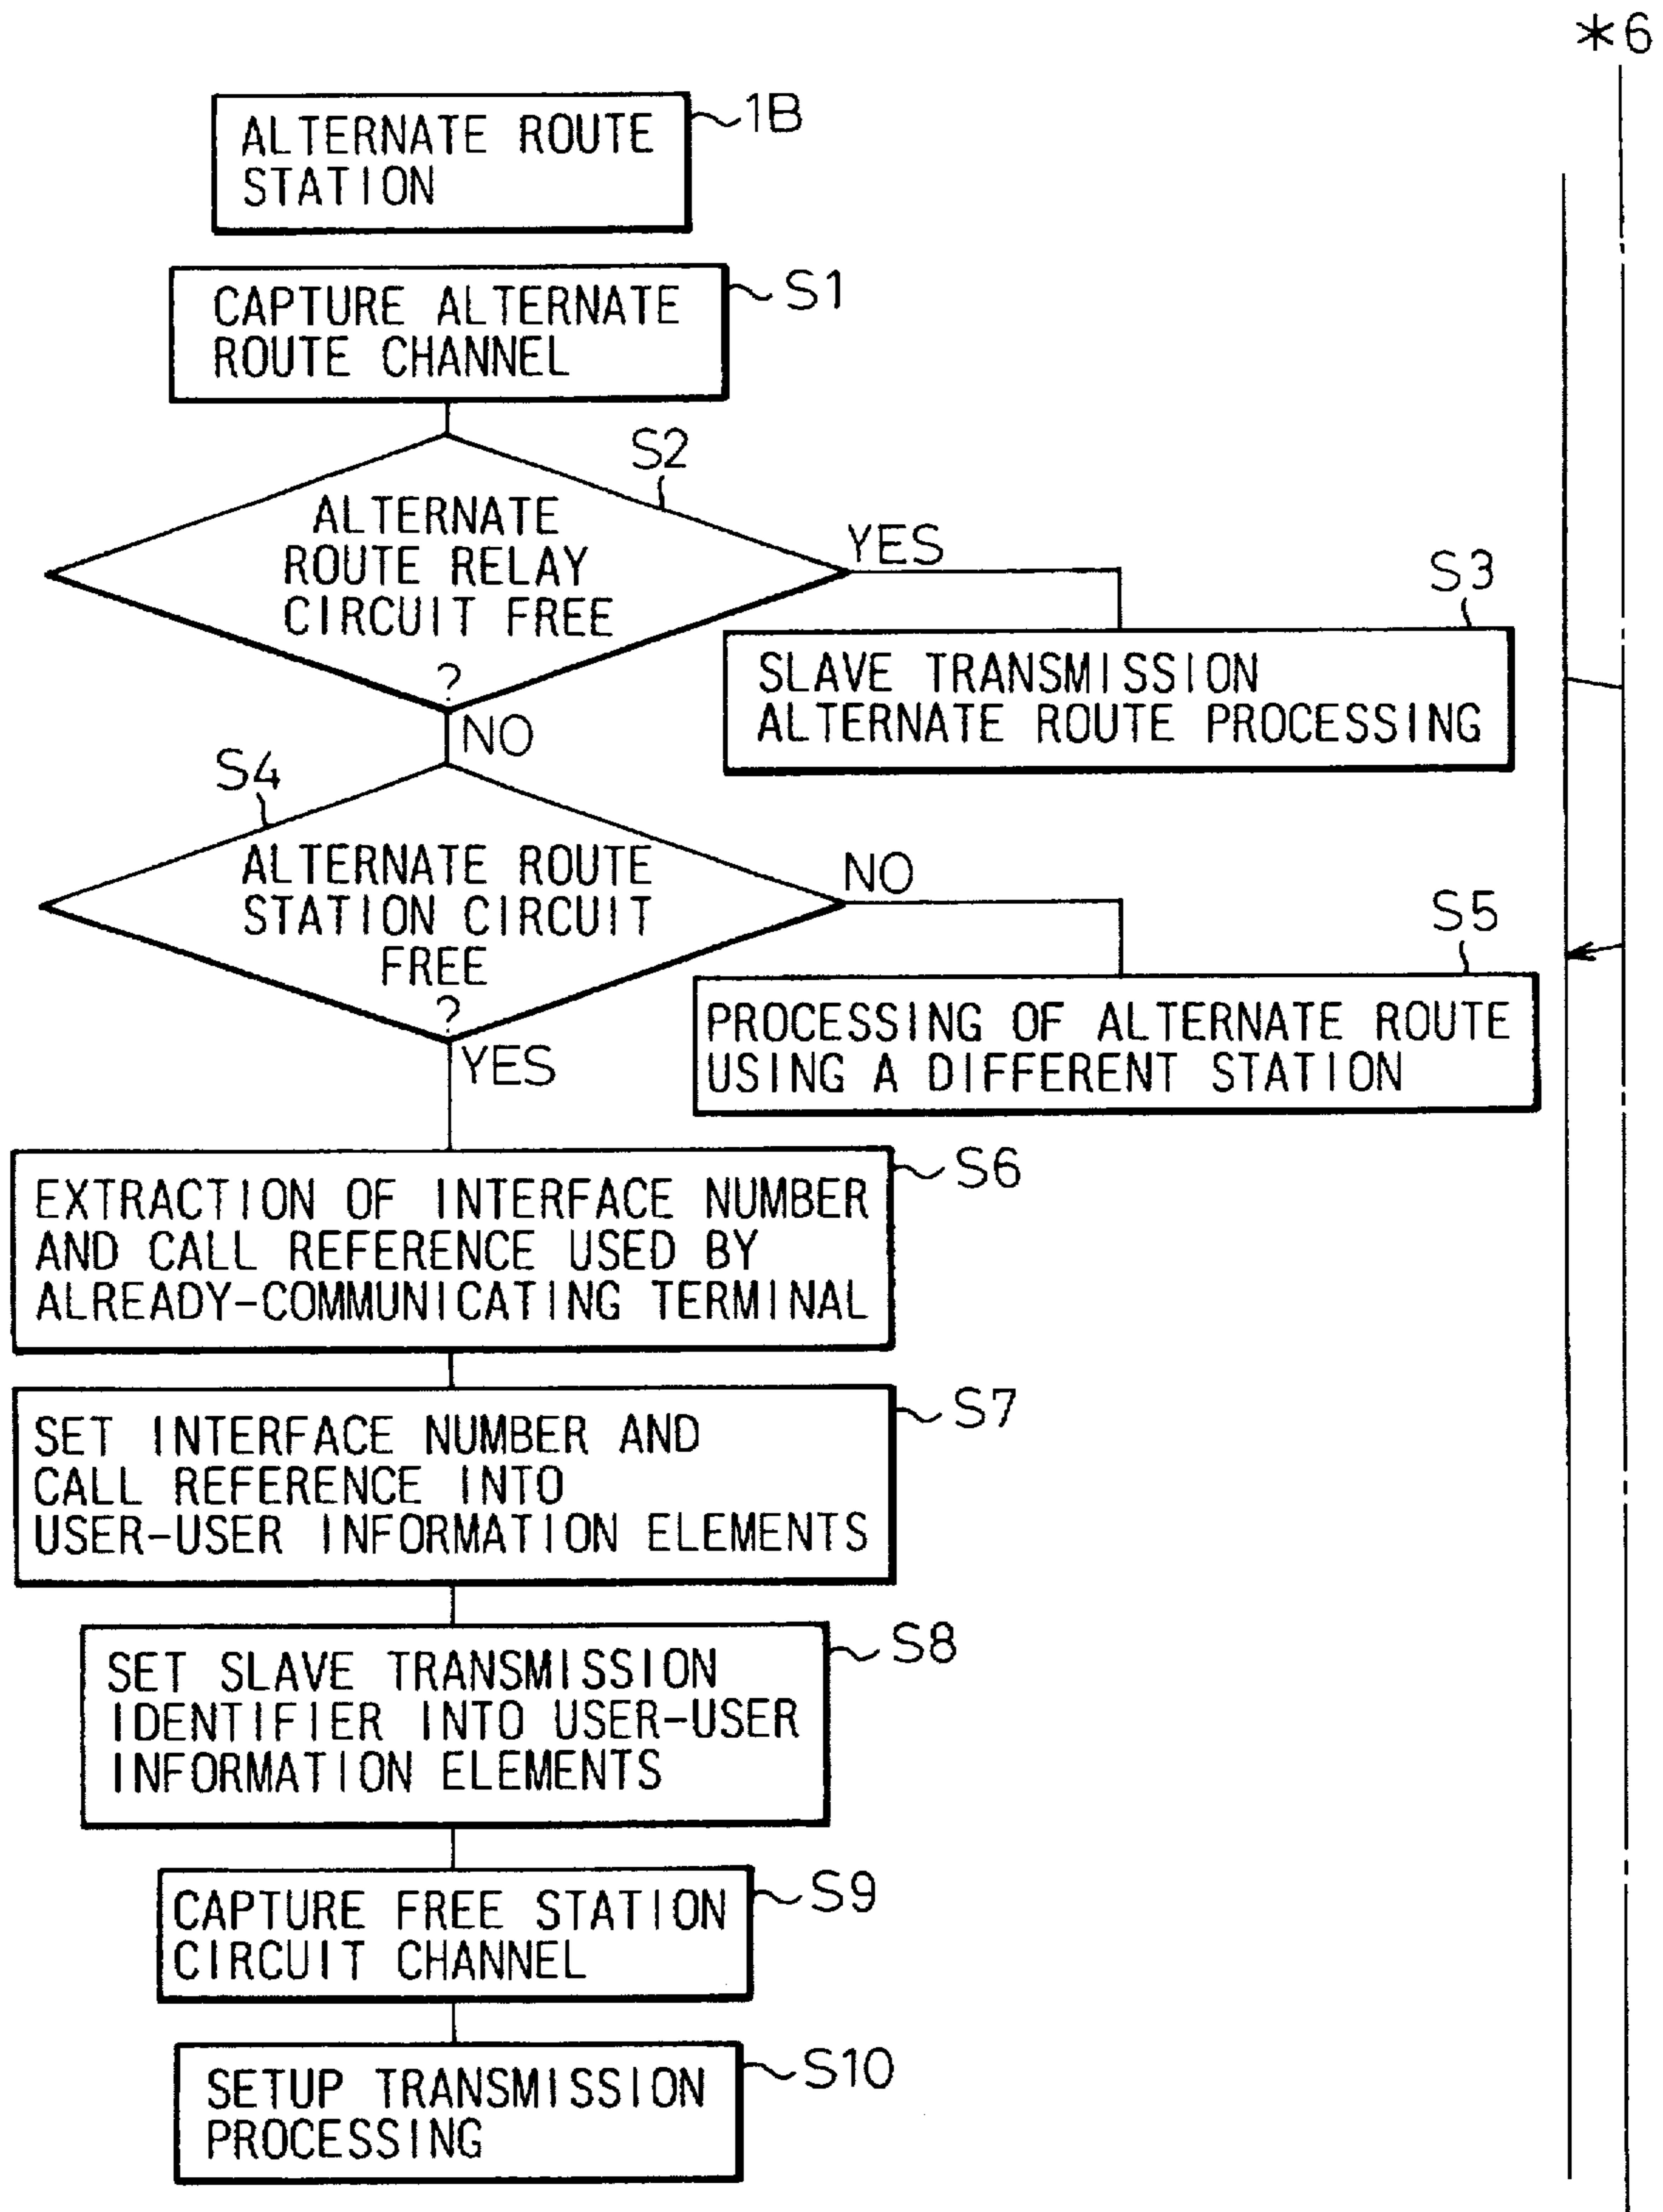 *6
ALTERNATE ROUTE
STATION
1B
CAPTURE ALTERNATE
ROUTE CHANNEL
S1
S2
ALTERNATE
ROUTE RELAY
CIRCUIT FREE
?
YES
NO
S3
SLAVE TRANSMISSION
ALTERNATE ROUTE PROCESSING
S4
ALTERNATE ROUTE
STATION CIRCUIT
FREE
?
NO
YES
S5
PROCESSING OF ALTERNATE ROUTE
USING A DIFFERENT STATION
S6
EXTRACTION OF INTERFACE NUMBER
AND CALL REFERENCE USED BY
ALREADY-COMMUNICATING TERMINAL
S7
SET INTERFACE NUMBER AND
CALL REFERENCE INTO
USER-USER INFORMATION ELEMENTS
S8
SET SLAVE TRANSMISSION
IDENTIFIER INTO USER-USER
INFORMATION ELEMENTS
S9
CAPTURE FREE STATION
CIRCUIT CHANNEL
S10
SETUP TRANSMISSION
PROCESSING